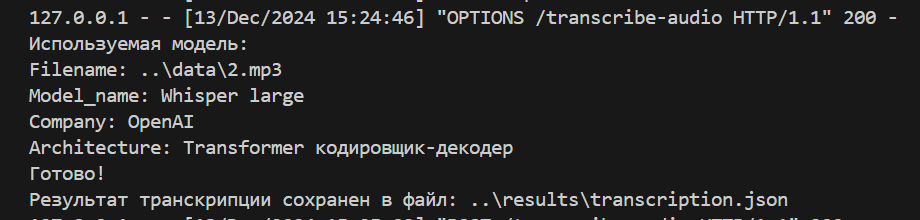 127.0.0.1 - - [13/Dec/2024 15:24:46] "OPTIONS /transcribe-audio HTTP/1.1" 200 -
Используемая модель:
Filename: ..\data\2.mp3
Model_name: Whisper large
Company: OpenAI
Architecture: Transformer кодировщик-декодер
Готово!
Результат транскрипции сохранен в файл: ..\results\transcription.json